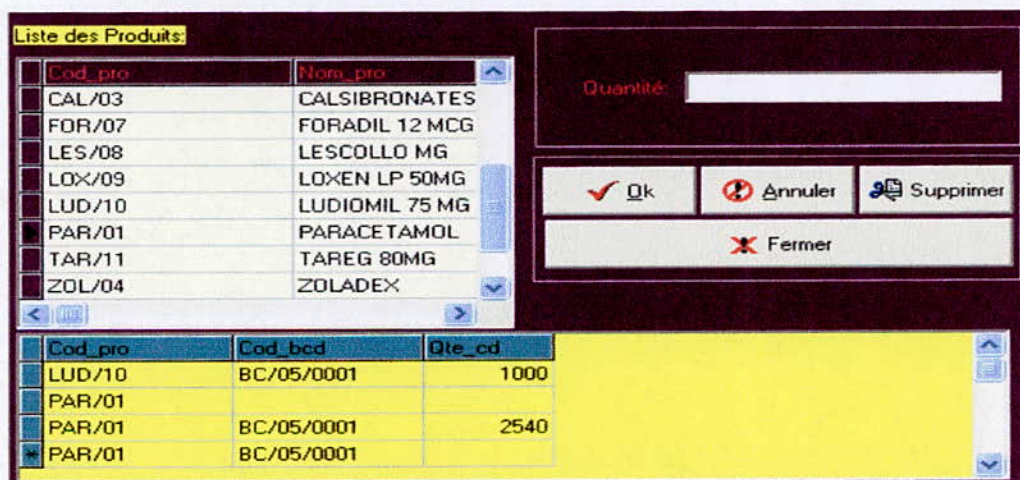 Liste des Produits:
Cod_pro Nom_pro
CAL/03 CALSIBRONATES
FOR/07 FORADIL 12 MCG
LES/08 LESCOLLO MG
LOX/09 LOXEN LP 50MG
LUD/10 LUDIOMIL 75 MG
PAR/01 PARACETAMOL
TAR/11 TAREG 80MG
ZOL/04 ZOLADEX
Quantité:
Ok Annuler Supprimer
Fermer
Cod_pro Cod_bcd Qte_cd
LUD/10 BC/05/0001 1000
PAR/01
PAR/01 BC/05/0001 2540
* PAR/01 BC/05/0001